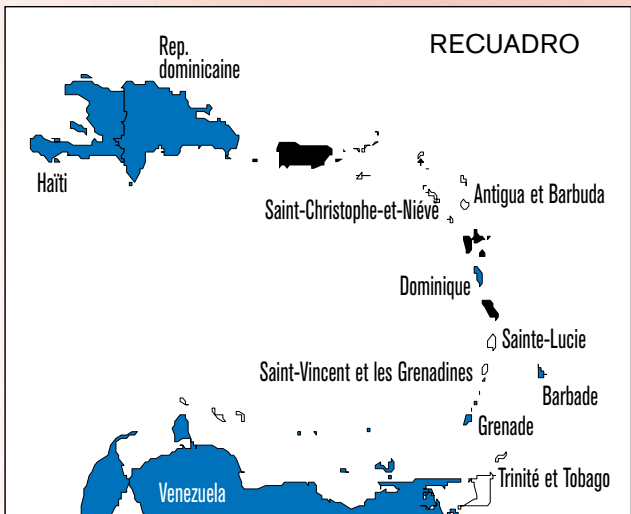 RECUADRO
Rep.
dominicaine
Haïti
Saint-Christophe-et-Niévé
Antigua et Barbuda
Dominique
Sainte-Lucie
Saint-Vincent et les Grenadines
Barbade
Grenade
Trinité et Tobago
Venezuela